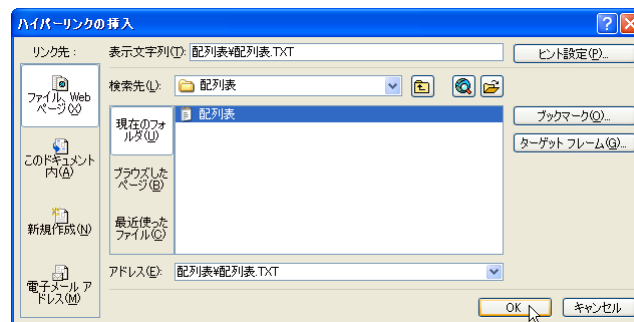 ハイパーリンクの挿入
リンク先：
表示文字列(T): 配列表¥配列表.TXT
ヒント設定(P)...
ファイル、Web
ページ(X)
検索先(L):
配列表
現在のフォ
ルダ(U)
配列表
ブックマーク(O)...
ターゲット フレーム(G)...
このドキュメント
内(A)
ブラウズした
ページ(B)
新規作成(N)
最近使った
ファイル(C)
電子メール ア
ドレス(M)
アドレス(E):
配列表¥配列表.TXT
OK
キャンセル